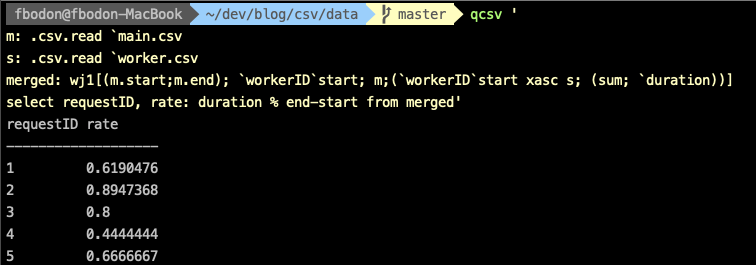 fbodon@fbodon-MacBook ~/dev/blog/csv/data master qcsv '
m: .csv.read `main.csv
s: .csv.read `worker.csv
merged: wj1[(m.start;m.end); `workerID`start; m;(`workerID`start xasc s; (sum; `duration))]
select requestID, rate: duration % end-start from merged'
requestID rate
-------------------
1         0.6190476
2         0.8947368
3         0.8
4         0.4444444
5         0.6666667